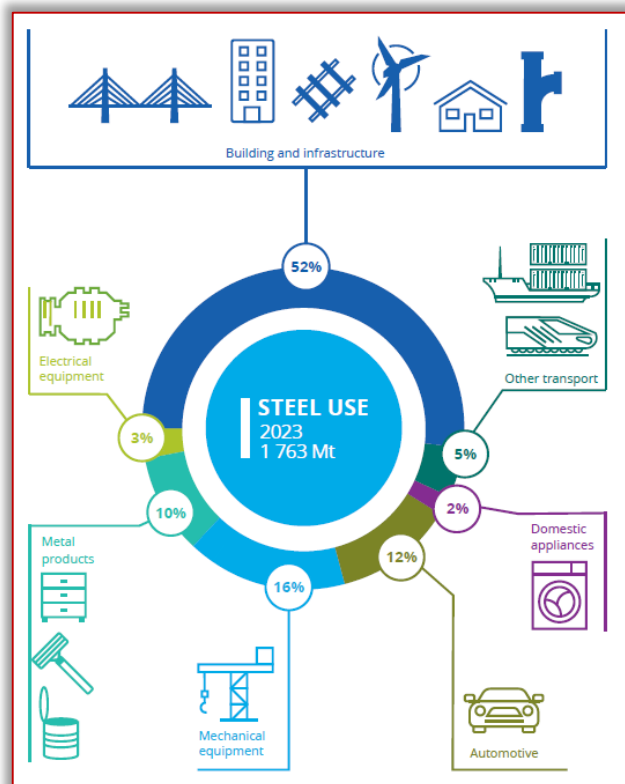 Building and infrastructure
52%
Electrical
equipment
3%
Other transport
5%
STEEL USE
2023
1 763 Mt
2%
Domestic
appliances
10%
Metal
products
12%
16%
Mechanical
equipment
Automotive